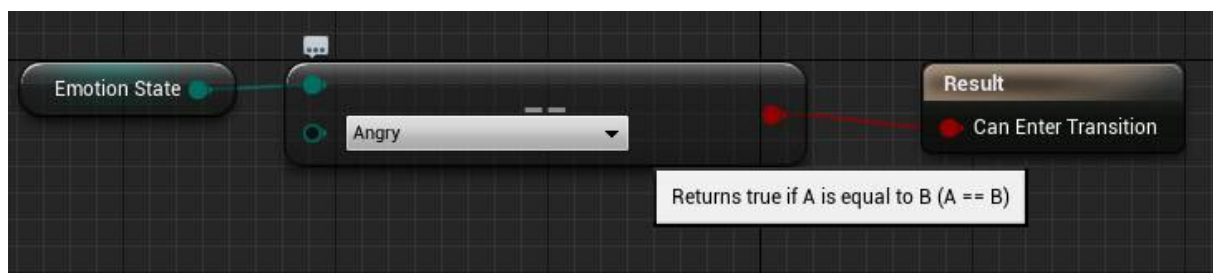 Emotion State
==
Angry
Result
Can Enter Transition
Returns true if A is equal to B (A == B)